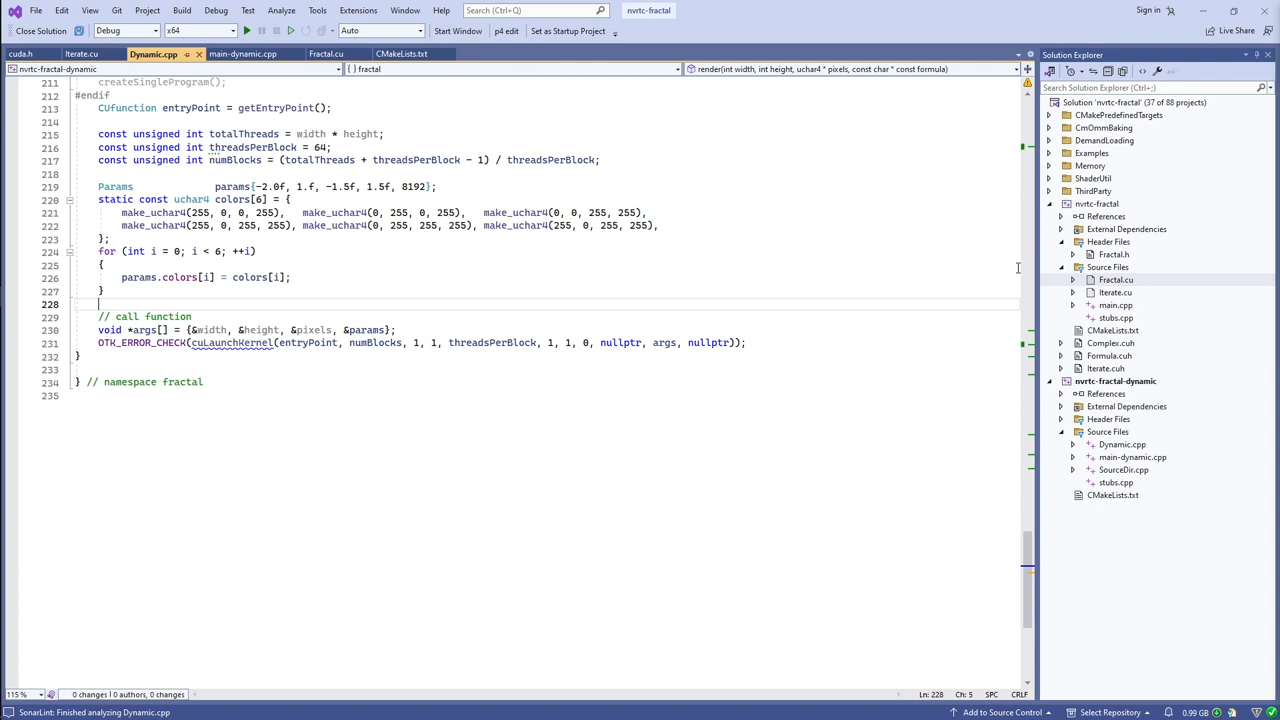 File Edit View Git Project Build Debug Test Analyze Tools Extensions Window Help Search (Ctrl+;) nvrtc-fractal Sign in
Close Solution Debug x64 Auto Start Window p4 edit Set as Startup Project Live Share
cuda.h Iterate.cu Dynamic.cpp main-dynamic.cpp Fractal.cu CMakeLists.txt
nvrtc-fractal-dynamic {} fractal render(int width, int height, uchar4 * pixels, const char * const formula)
211 createSingleProgram();
212 #endif
213 CUfunction entryPoint = getEntryPoint();
214
215 const unsigned int totalThreads = width * height;
216 const unsigned int threadsPerBlock = 64;
217 const unsigned int numBlocks = (totalThreads + threadsPerBlock - 1) / threadsPerBlock;
218
219 Params params{-2.0f, 1.f, -1.5f, 1.5f, 8192};
220 static const uchar4 colors[6] = {
221 make_uchar4(255, 0, 0, 255), make_uchar4(0, 255, 0, 255), make_uchar4(0, 0, 255, 255),
222 make_uchar4(255, 255, 0, 255), make_uchar4(0, 255, 255, 255), make_uchar4(255, 0, 255, 255),
223 };
224 for (int i = 0; i < 6; ++i)
225 {
226 params.colors[i] = colors[i];
227 }
228
229 // call function
230 void *args[] = {&width, &height, &pixels, &params};
231 OTK_ERROR_CHECK(cuLaunchKernel(entryPoint, numBlocks, 1, 1, threadsPerBlock, 1, 1, 0, nullptr, args, nullptr));
232 }
233
234 } // namespace fractal
235
Solution Explorer
Search Solution Explorer (Ctrl+;)
Solution 'nvrtc-fractal' (37 of 88 projects)
CMakePredefinedTargets
CmOmmBaking
DemandLoading
Examples
Memory
ShaderUtil
ThirdParty
nvrtc-fractal
References
External Dependencies
Header Files
Fractal.h
Source Files
Fractal.cu
Iterate.cu
main.cpp
stubs.cpp
CMakeLists.txt
Complex.cuh
Formula.cuh
Iterate.cuh
nvrtc-fractal-dynamic
References
External Dependencies
Header Files
Source Files
Dynamic.cpp
main-dynamic.cpp
SourceDir.cpp
stubs.cpp
CMakeLists.txt
115 % 0 changes | 0 authors, 0 changes Ln: 228 Ch: 5 SPC CRLF
SonarLint: Finished analyzing Dynamic.cpp Add to Source Control Select Repository 0.99 GB